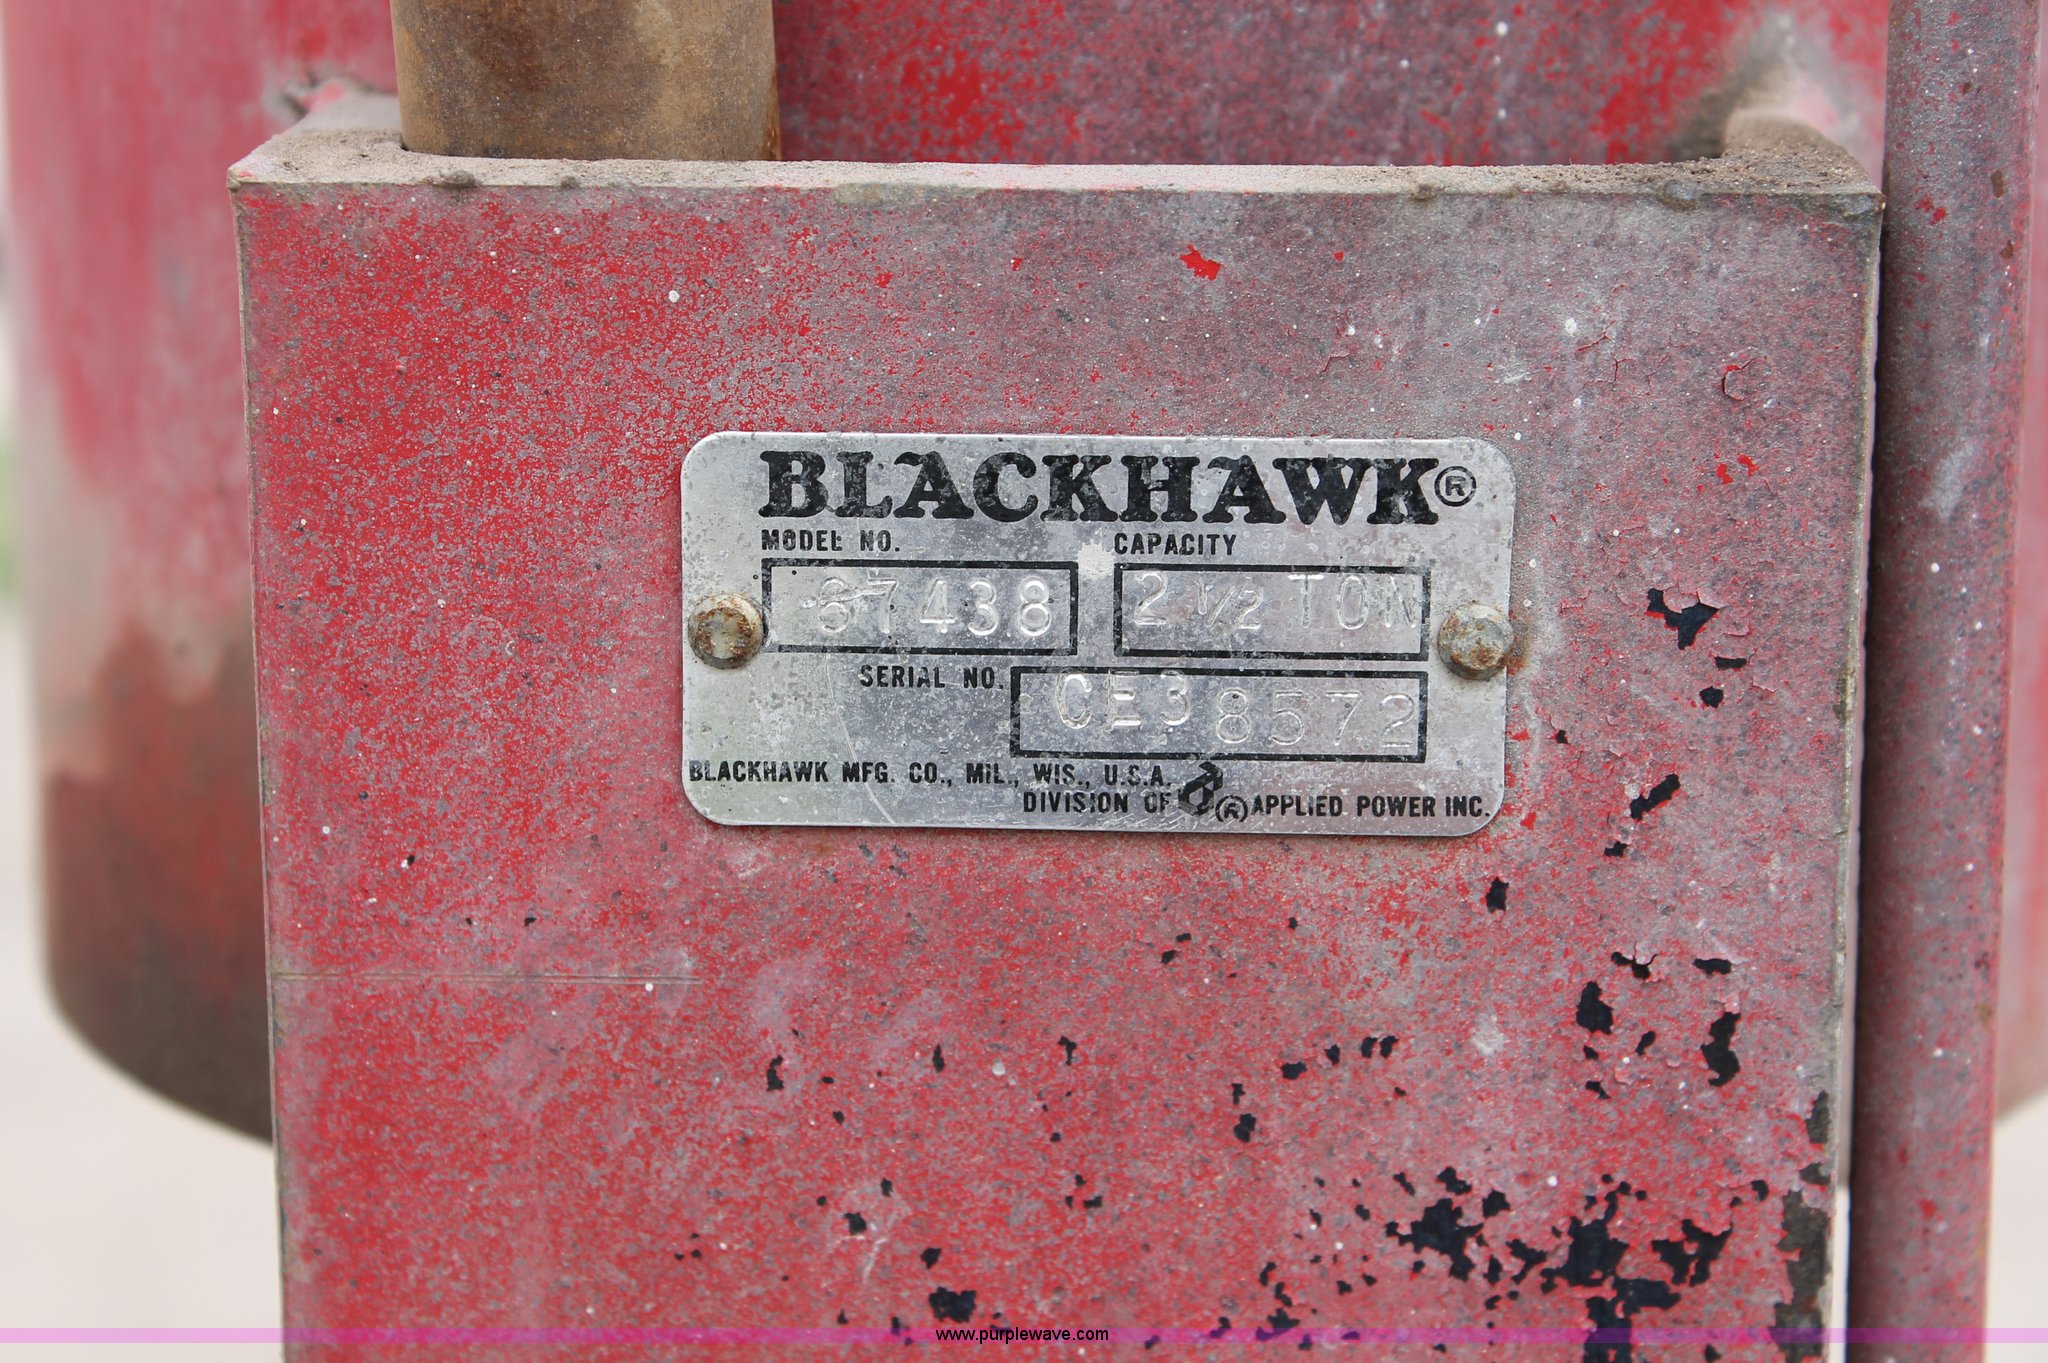 BLACKHAWK®
MODEL NO. CAPACITY
67438 2 1/2 TON
SERIAL NO. CE38572
BLACKHAWK MFG. CO., MIL., WIS., U.S.A.
DIVISION OF ® APPLIED POWER INC.
www.purplewave.com